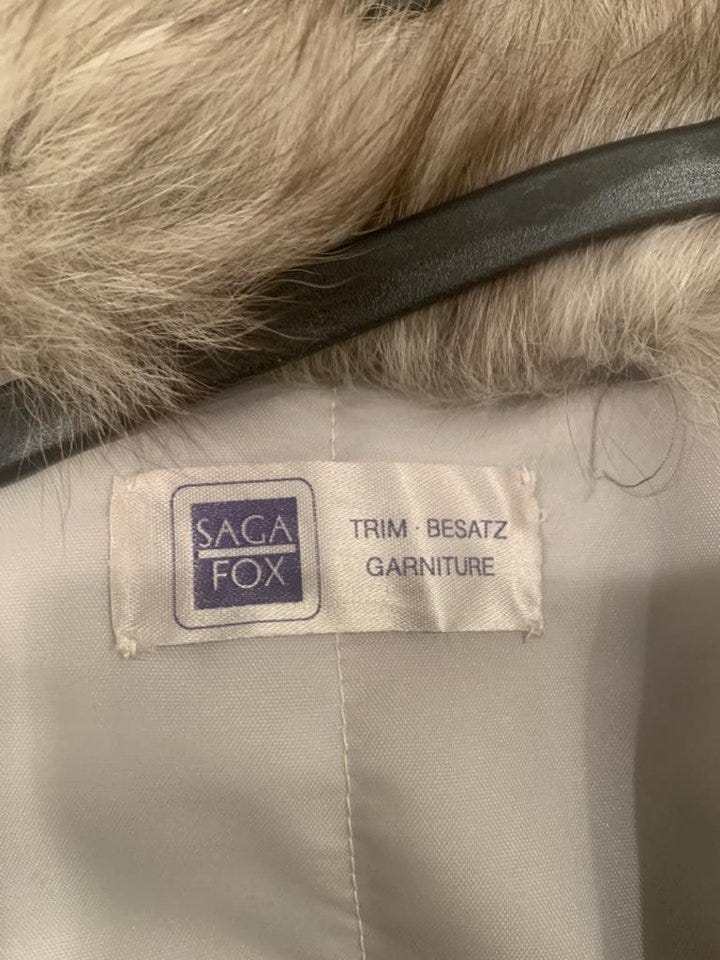 SAGA
FOX
TRIM · BESATZ
GARNITURE